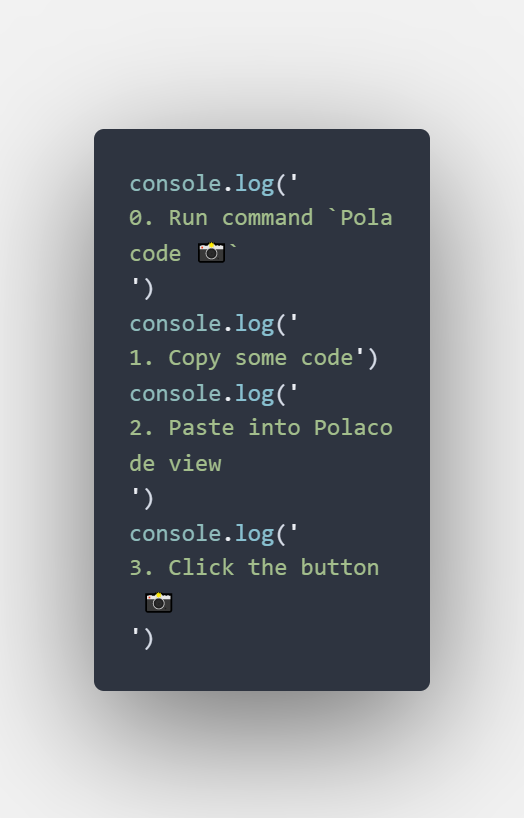 console.log('
0. Run command `Pola
code 📸`
')
console.log('
1. Copy some code')
console.log('
2. Paste into Polaco
de view
')
console.log('
3. Click the button
📸
')